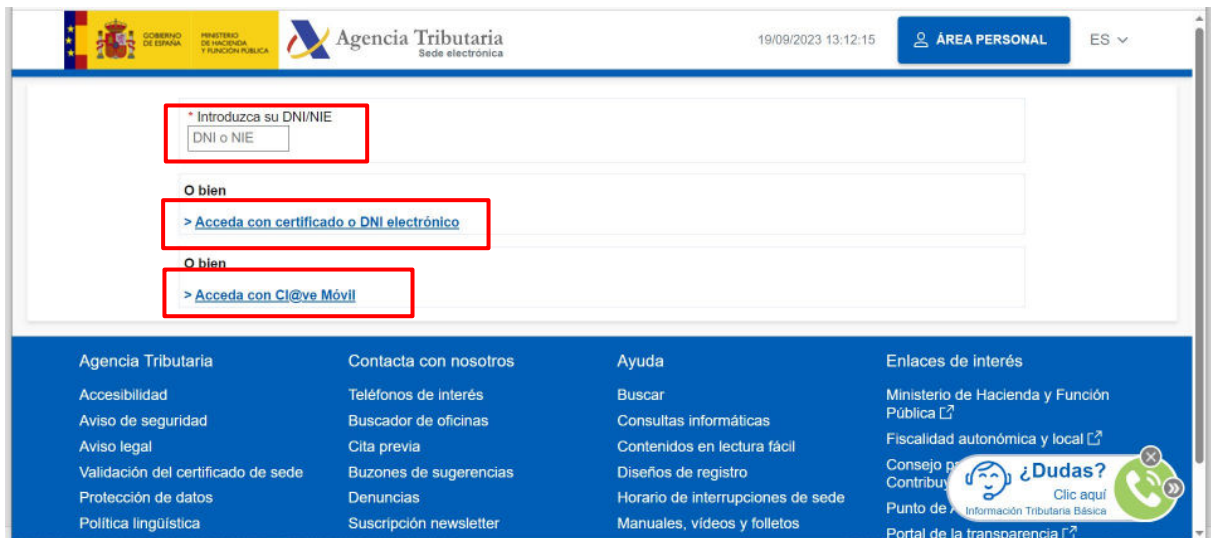 GOBIERNO
DE ESPAÑA
MINISTERIO
DE HACIENDA
Y FUNCIÓN PÚBLICA
Agencia Tributaria
Sede electrónica
19/09/2023 13:12:15
ÁREA PERSONAL
ES
* Introduzca su DNI/NIE
DNI o NIE
O bien
> Acceda con certificado o DNI electrónico
O bien
> Acceda con Cl@ve Móvil
Agencia Tributaria
Accesibilidad
Aviso de seguridad
Aviso legal
Validación del certificado de sede
Protección de datos
Política lingüística
Contacta con nosotros
Teléfonos de interés
Buscador de oficinas
Cita previa
Buzones de sugerencias
Denuncias
Suscripción newsletter
Ayuda
Buscar
Consultas informáticas
Contenidos en lectura fácil
Diseños de registro
Horario de interrupciones de sede
Manuales, vídeos y folletos
Enlaces de interés
Ministerio de Hacienda y Función
Pública
Fiscalidad autonómica y local
Consejo
Punto de
Portal de la transparencia
¿Dudas?
Clic aquí
Información Tributaria Básica